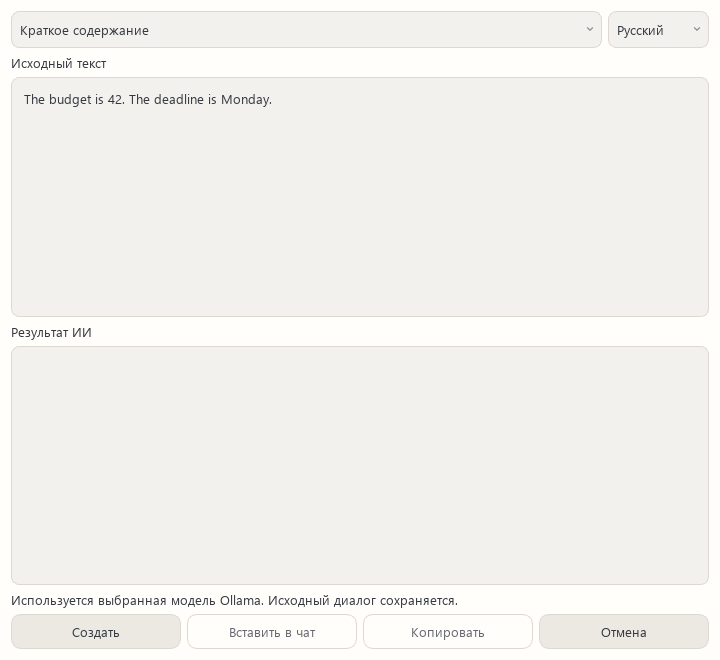 Краткое содержание
Русский
Исходный текст
The budget is 42. The deadline is Monday.
Результат ИИ
Используется выбранная модель Ollama. Исходный диалог сохраняется.
Создать
Вставить в чат
Копировать
Отмена